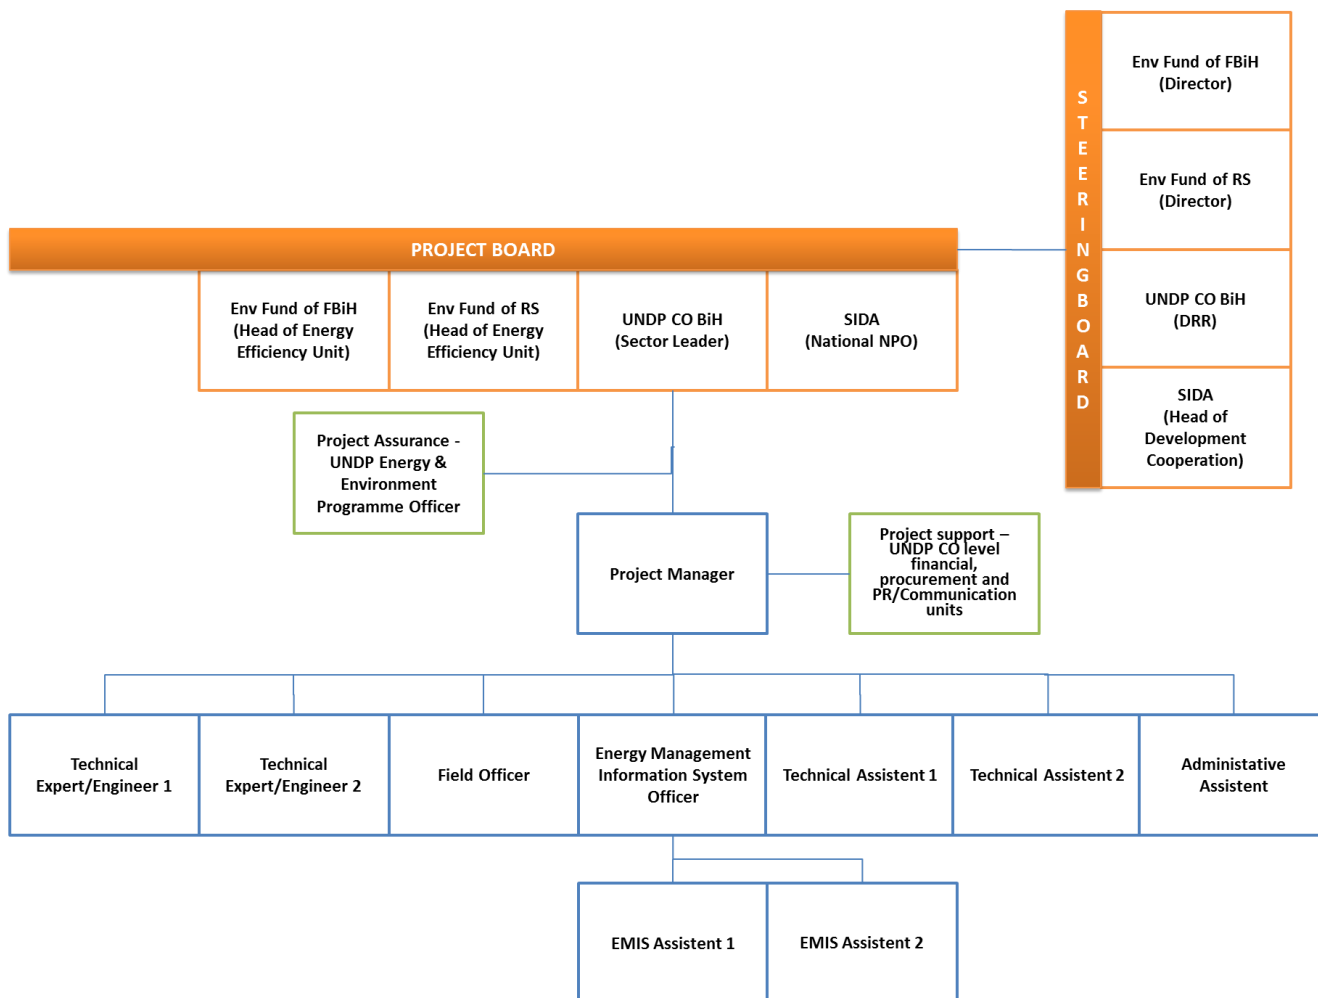 Env Fund of FBiH
(Director)
Env Fund of RS
(Director)
UNDP CO BiH
(DRR)
SIDA
(Head of
Development
Cooperation)
S
T
E
E
R
I
N
G
B
O
A
R
D
PROJECT BOARD
Env Fund of FBiH
(Head of Energy
Efficiency Unit)
Env Fund of RS
(Head of Energy
Efficiency Unit)
UNDP CO BiH
(Sector Leader)
SIDA
(National NPO)
Project Assurance -
UNDP Energy &
Environment
Programme Officer
Project Manager
Project support –
UNDP CO level
financial,
procurement and
PR/Communication
units
Technical
Expert/Engineer 1
Technical
Expert/Engineer 2
Field Officer
Energy Management
Information System
Officer
Technical Assistent 1
Technical Assistent 2
Administative
Assistent
EMIS Assistent 1
EMIS Assistent 2